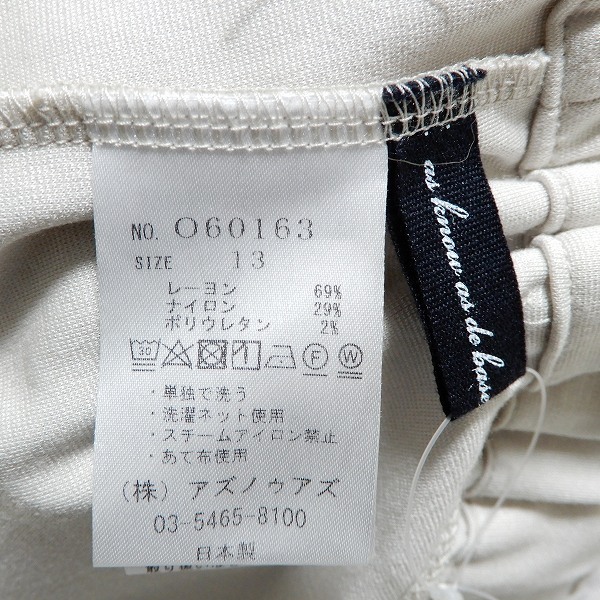 NO. O60163
SIZE 13
レーヨン 69%
ナイロン 29%
ポリウレタン 2%
30 F W
・単独で洗う
・洗濯ネット使用
・スチームアイロン禁止
・あて布使用
(株) アズノゥアズ
03-5465-8100
日本製
as know as de base